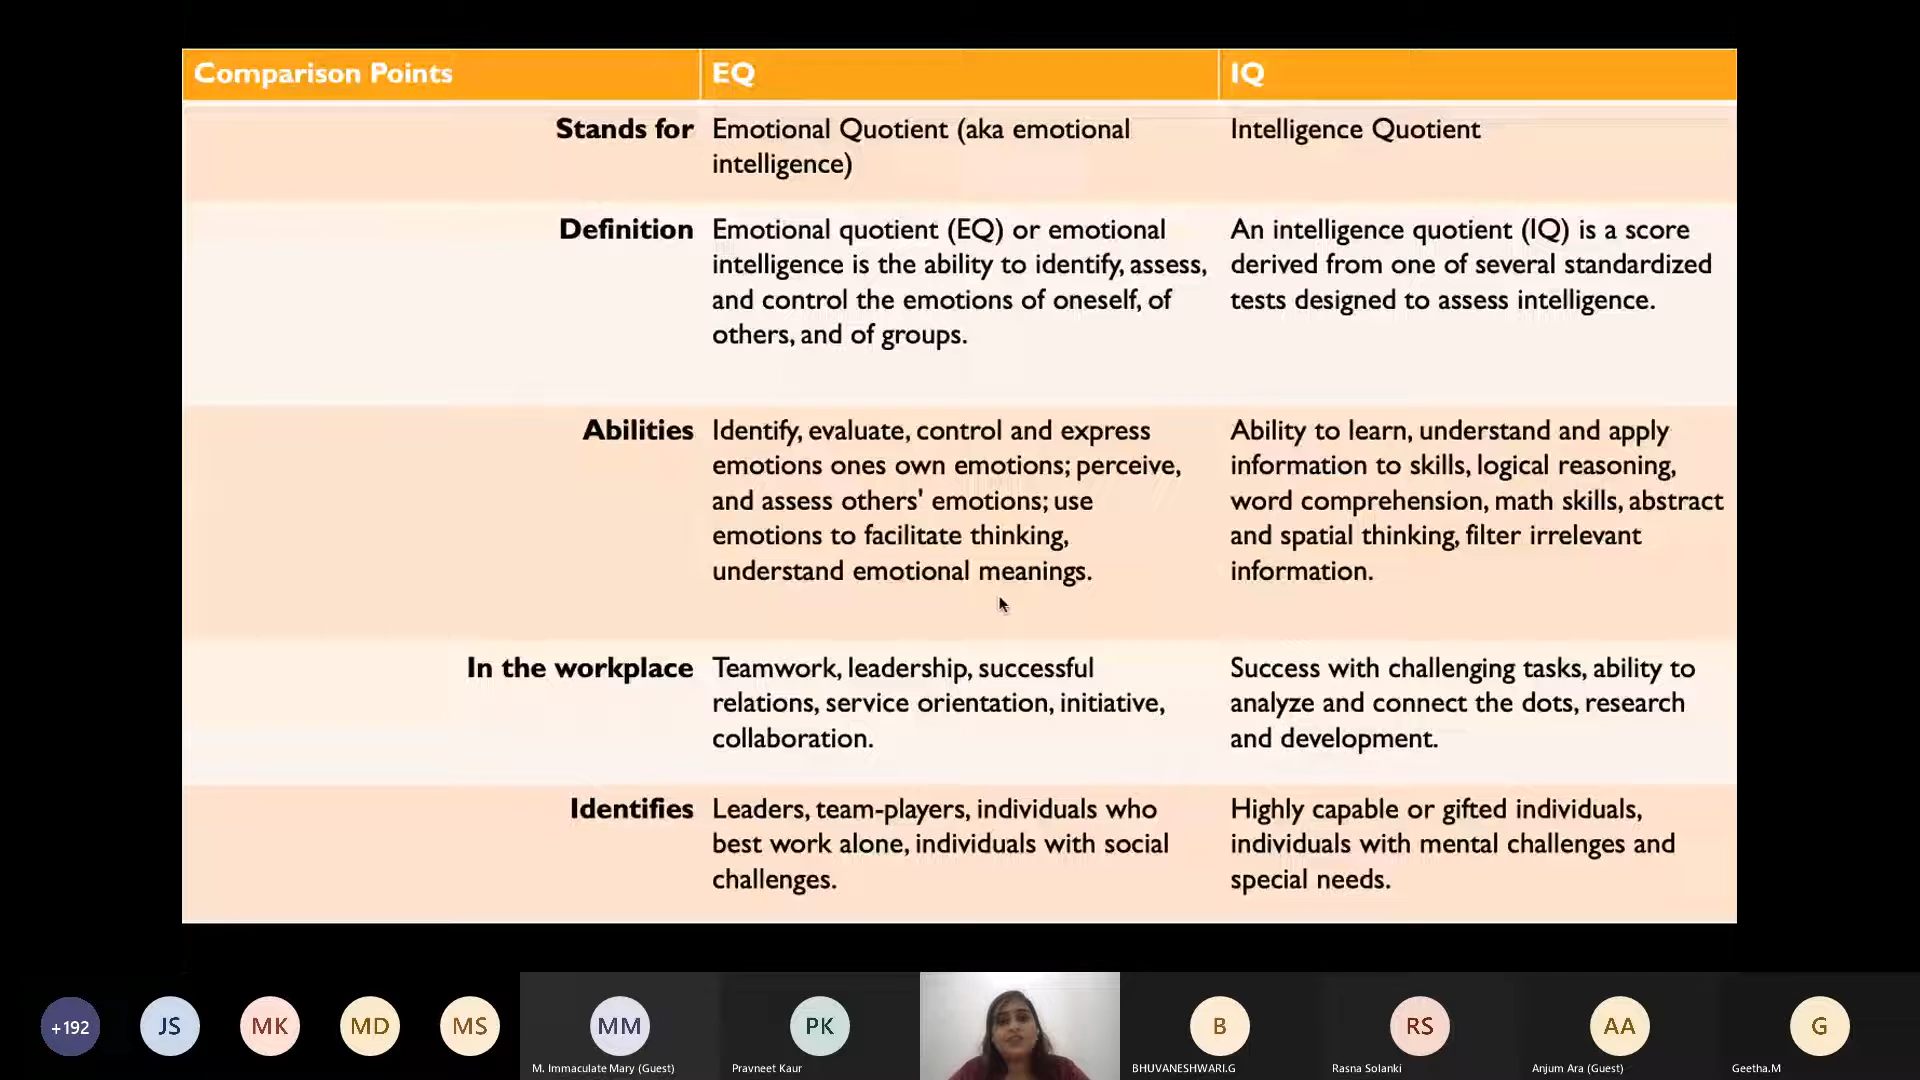 Comparison Points EQ IQ
Stands for Emotional Quotient (aka emotional Intelligence Quotient
intelligence)
Definition Emotional quotient (EQ) or emotional An intelligence quotient (IQ) is a score
intelligence is the ability to identify, assess, derived from one of several standardized
and control the emotions of oneself, of tests designed to assess intelligence.
others, and of groups.
Abilities Identify, evaluate, control and express Ability to learn, understand and apply
emotions ones own emotions; perceive, information to skills, logical reasoning,
and assess others' emotions; use word comprehension, math skills, abstract
emotions to facilitate thinking, and spatial thinking, filter irrelevant
understand emotional meanings. information.
In the workplace Teamwork, leadership, successful Success with challenging tasks, ability to
relations, service orientation, initiative, analyze and connect the dots, research
collaboration. and development.
Identifies Leaders, team-players, individuals who Highly capable or gifted individuals,
best work alone, individuals with social individuals with mental challenges and
challenges. special needs.
+192 JS MK MD MS MM PK B RS AA G
M. Immaculate Mary (Guest) Pravneet Kaur BHUVANESHWARI.G Rasna Solanki Anjum Ara (Guest) Geetha.M